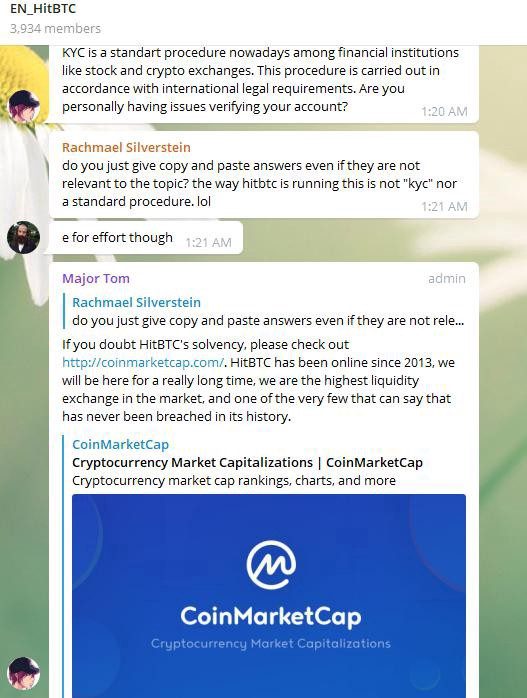 EN_HitBTC
3,934 members
KYC is a standart procedure nowadays among financial institutions
like stock and crypto exchanges. This procedure is carried out in
accordance with international legal requirements. Are you
personally having issues verifying your account?
1:20 AM
Rachmael Silverstein
do you just give copy and paste answers even if they are not
relevant to the topic? the way hitbtc is running this is not "kyc" nor
a standard procedure. lol
1:21 AM
e for effort though 1:21 AM
Major Tom admin
Rachmael Silverstein
do you just give copy and paste answers even if they are not rele...
If you doubt HitBTC's solvency, please check out
http://coinmarketcap.com/. HitBTC has been online since 2013, we
will be here for a really long time, we are the highest liquidity
exchange in the market, and one of the very few that can say that
has never been breached in its history.
CoinMarketCap
Cryptocurrency Market Capitalizations | CoinMarketCap
Cryptocurrency market cap rankings, charts, and more
CoinMarketCap
Cryptocurrency Market Capitalizations